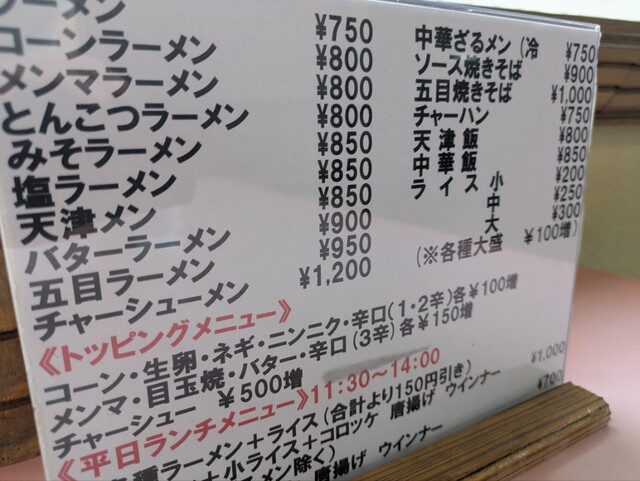 ラーメン ¥750
コーンラーメン ¥800
メンマラーメン ¥800
とんこつラーメン ¥800
みそラーメン ¥850
塩ラーメン ¥850
天津メン ¥850
バターラーメン ¥900
五目ラーメン ¥950
チャーシューメン ¥1,200
中華ざるメン (冷 ¥750
ソース焼きそば ¥900
五目焼きそば ¥1,000
チャーハン ¥750
天津飯 ¥800
中華飯 ¥850
ライス 小 ¥200
中 ¥250
大 ¥300
(※各種大盛 ¥100増)
《トッピングメニュー》
コーン・生卵・ネギ・ニンニク・辛口(1・2辛)各¥100増
メンマ・目玉焼・バター・辛口(3辛)各¥150増
チャーシュー ¥500増
《平日ランチメニュー》11:30～14:00
種ラーメン+ライス(合計より150円引き) ¥1,000
+小ライス+コロッケ 唐揚げ ウインナー ¥700
メン除く) 唐揚げ ウインナー